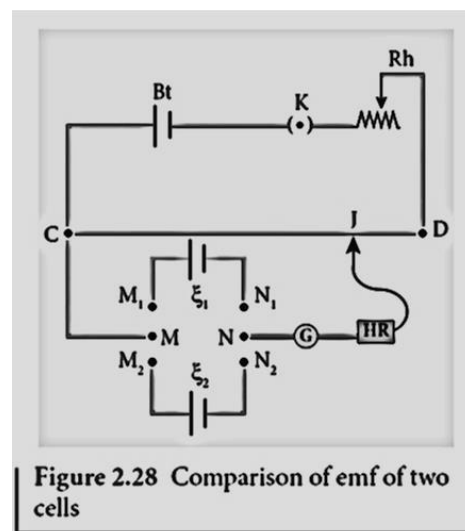 Rh
Bt
K
C
J
D
M₁
ξ₁
N₁
M
N
G
HR
M₂
ξ₂
N₂
Figure 2.28 Comparison of emf of two
cells